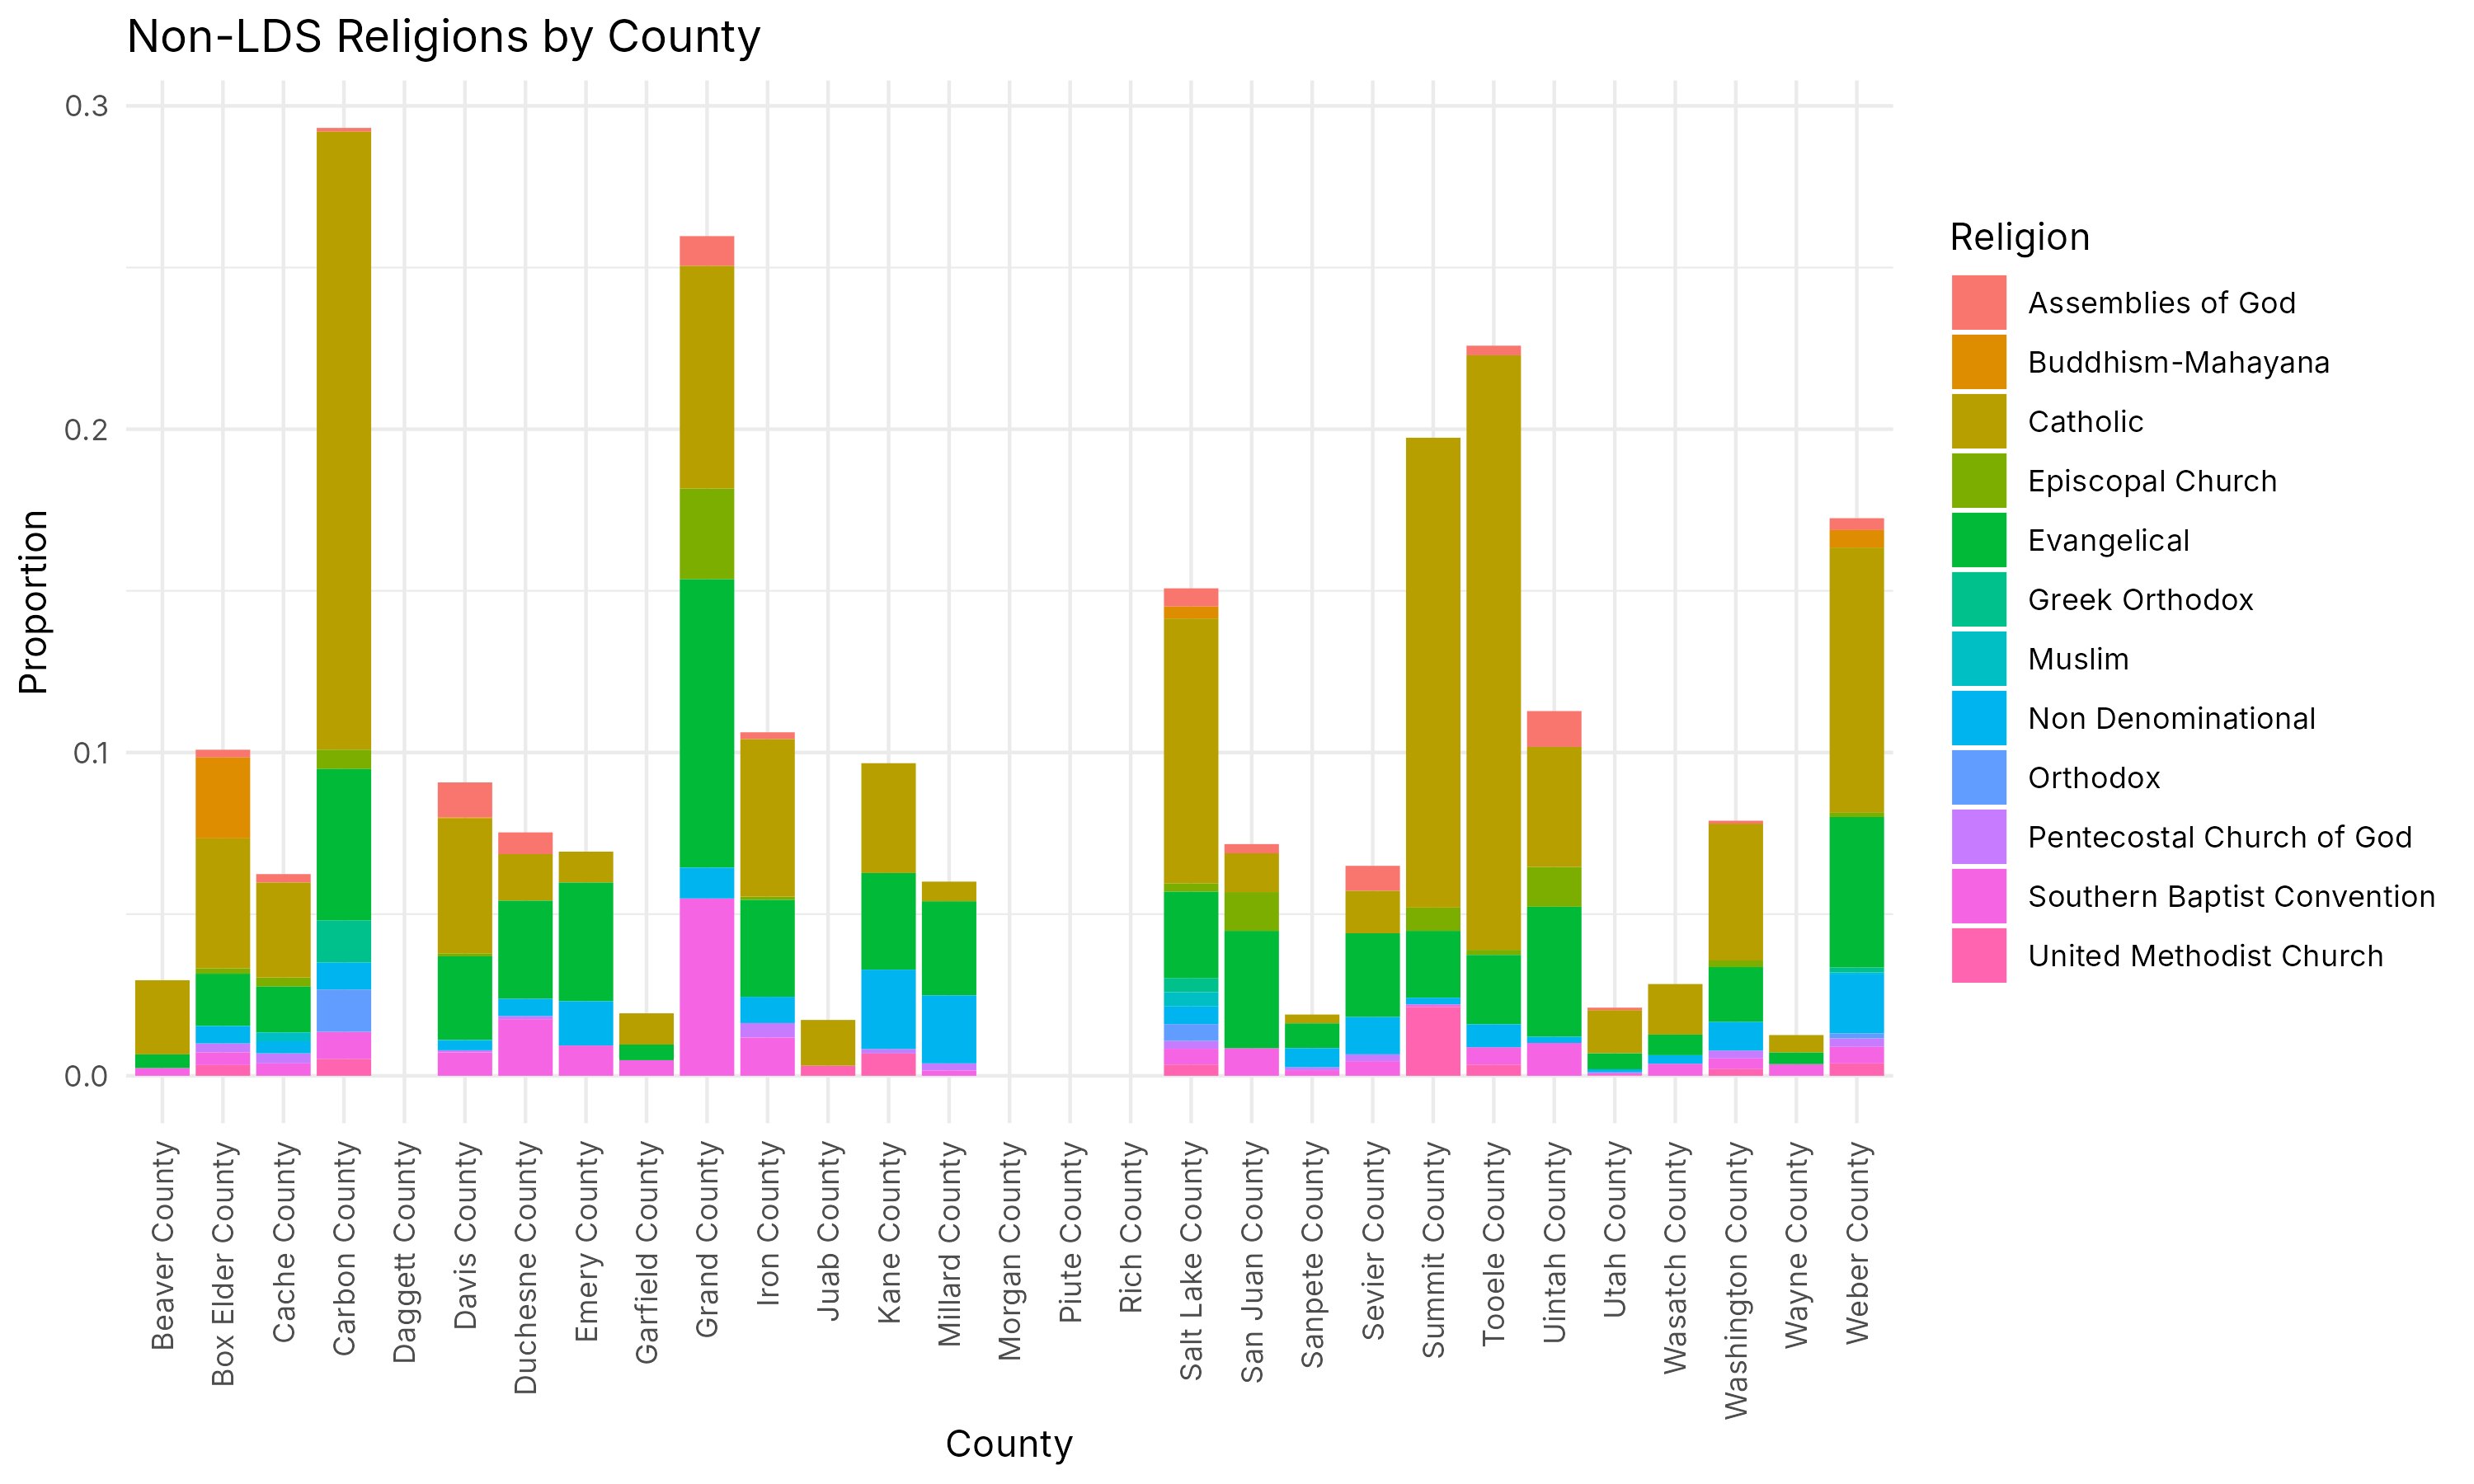 Non-LDS Religions by County
0.3
0.2
0.1
0.0
Proportion
Beaver County
Box Elder County
Cache County
Carbon County
Daggett County
Davis County
Duchesne County
Emery County
Garfield County
Grand County
Iron County
Juab County
Kane County
Millard County
Morgan County
Piute County
Rich County
Salt Lake County
San Juan County
Sanpete County
Sevier County
Summit County
Tooele County
Uintah County
Utah County
Wasatch County
Washington County
Wayne County
Weber County
County
Religion
Assemblies of God
Buddhism-Mahayana
Catholic
Episcopal Church
Evangelical
Greek Orthodox
Muslim
Non Denominational
Orthodox
Pentecostal Church of God
Southern Baptist Convention
United Methodist Church